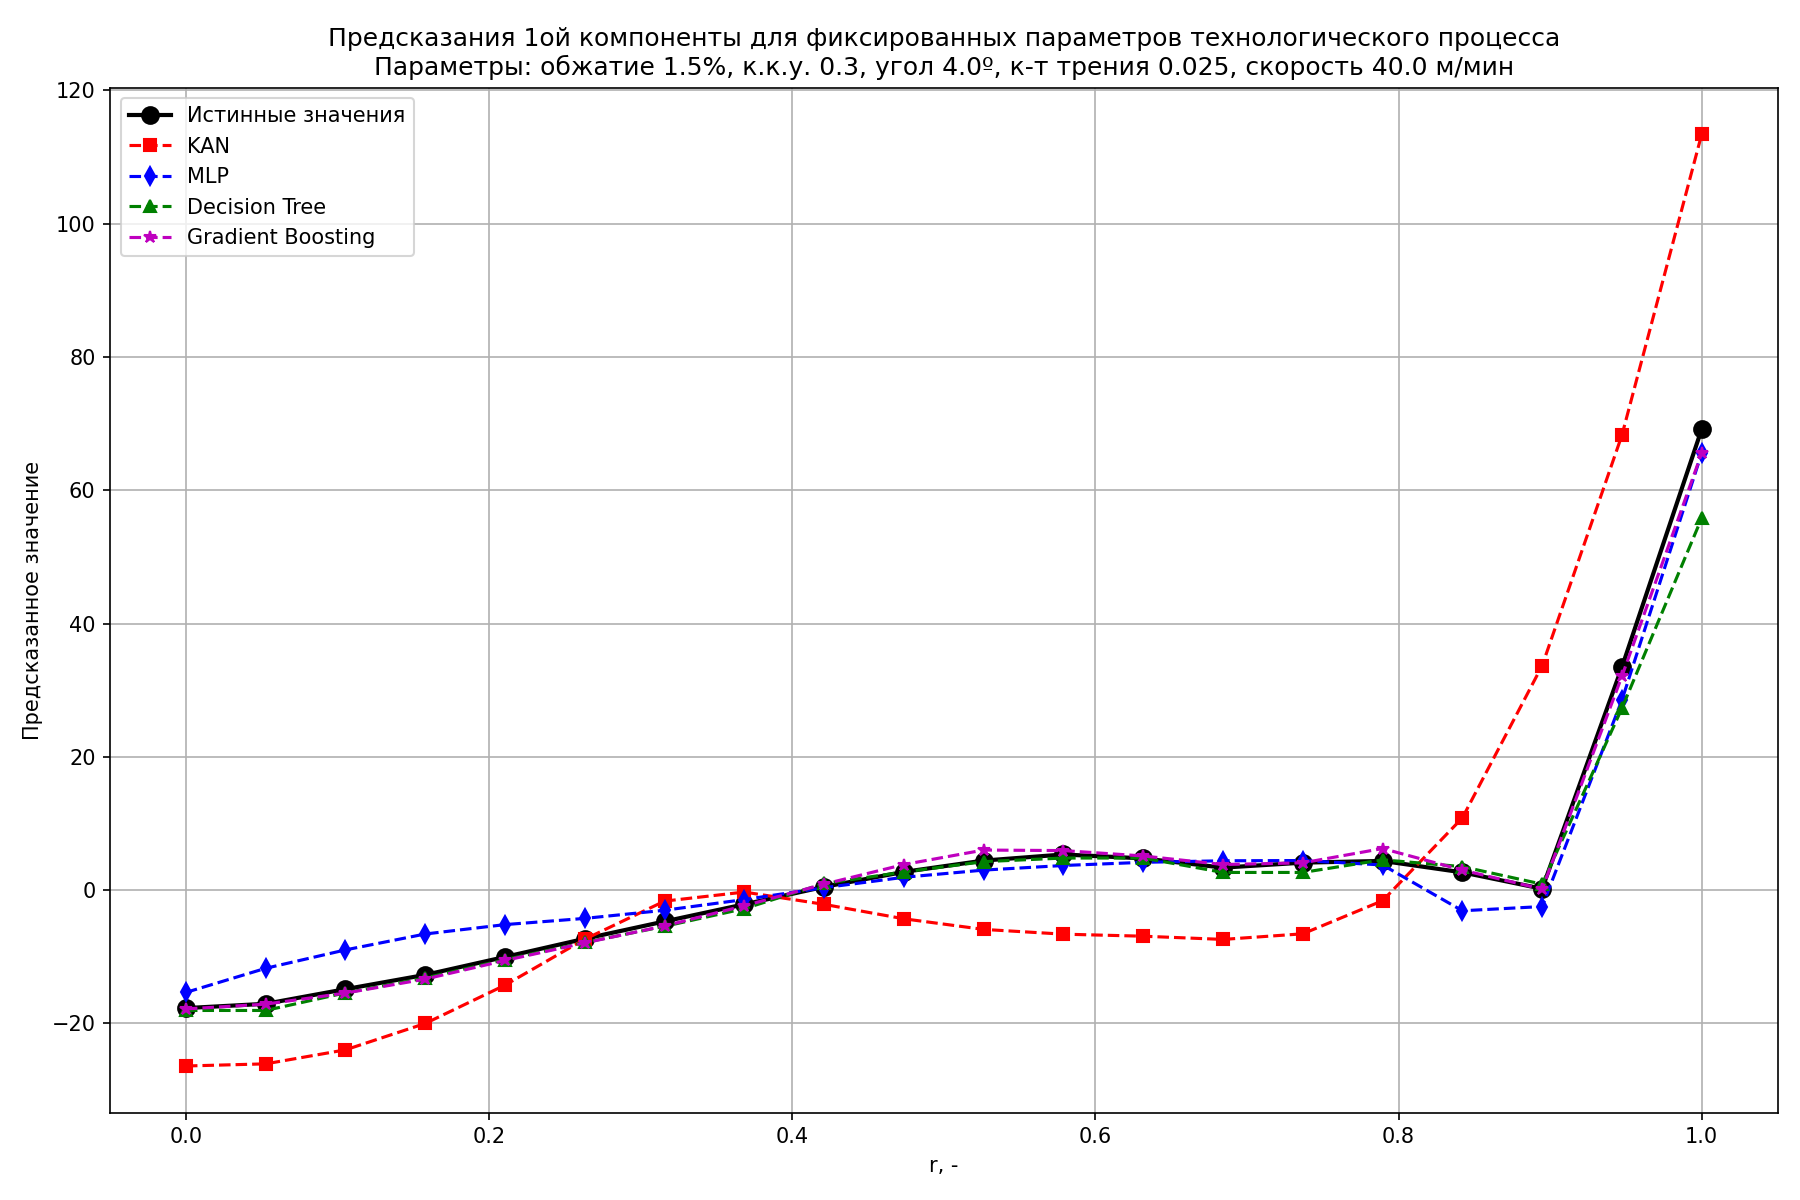 Предсказания 1ой компоненты для фиксированных параметров технологического процесса
Параметры: обжатие 1.5%, к.к.у. 0.3, угол 4.0º, к-т трения 0.025, скорость 40.0 м/мин
Истинные значения
KAN
MLP
Decision Tree
Gradient Boosting
Предсказанное значение
120
100
80
60
40
20
0
−20
0.0
0.2
0.4
0.6
0.8
1.0
r, -